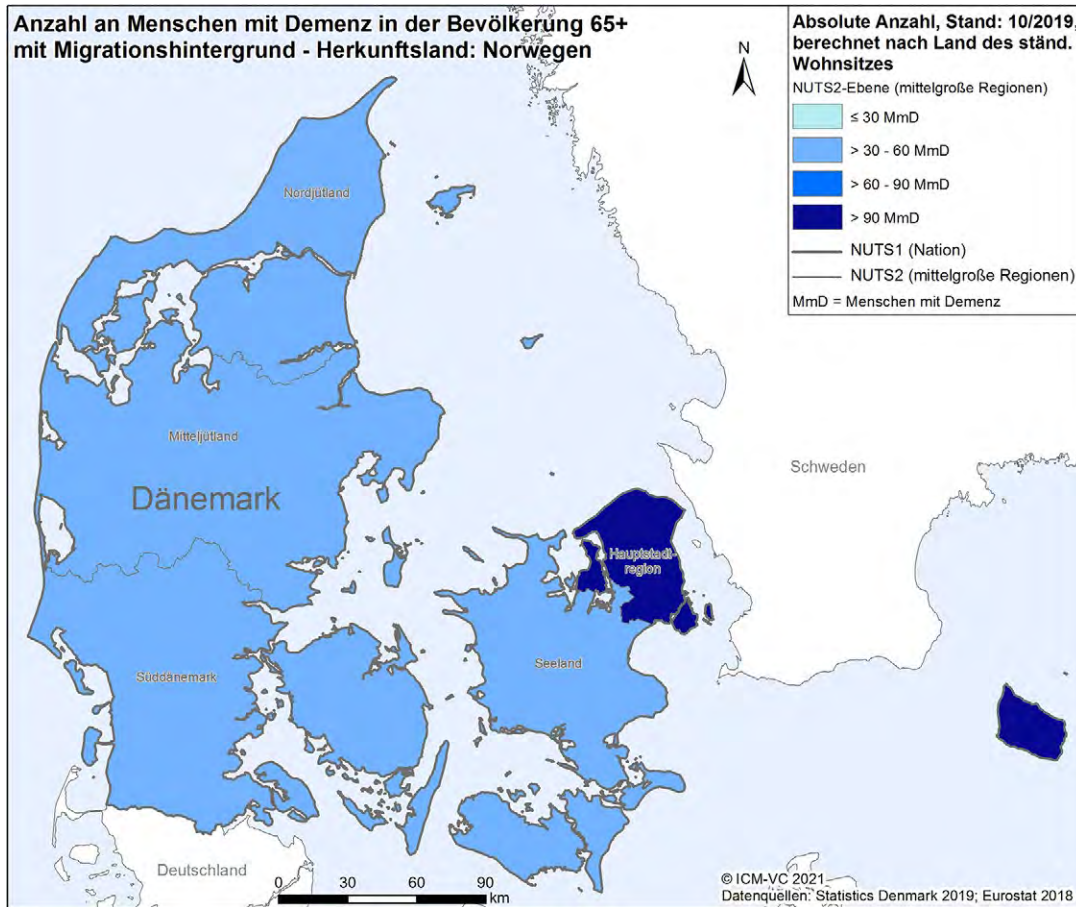 Anzahl an Menschen mit Demenz in der Bevölkerung 65+
mit Migrationshintergrund - Herkunftsland: Norwegen
N
Absolute Anzahl, Stand: 10/2019,
berechnet nach Land des ständ.
Wohnsitzes
NUTS2-Ebene (mittelgroße Regionen)
≤ 30 MmD
> 30 - 60 MmD
> 60 - 90 MmD
> 90 MmD
NUTS1 (Nation)
NUTS2 (mittelgroße Regionen)
MmD = Menschen mit Demenz
Nordjütland
Mitteljütland
Dänemark
Schweden
Hauptstadt-
region
Seeland
Süddänemark
Deutschland
0 30 60 90
km
© ICM-VC 2021
Datenquellen: Statistics Denmark 2019; Eurostat 2018